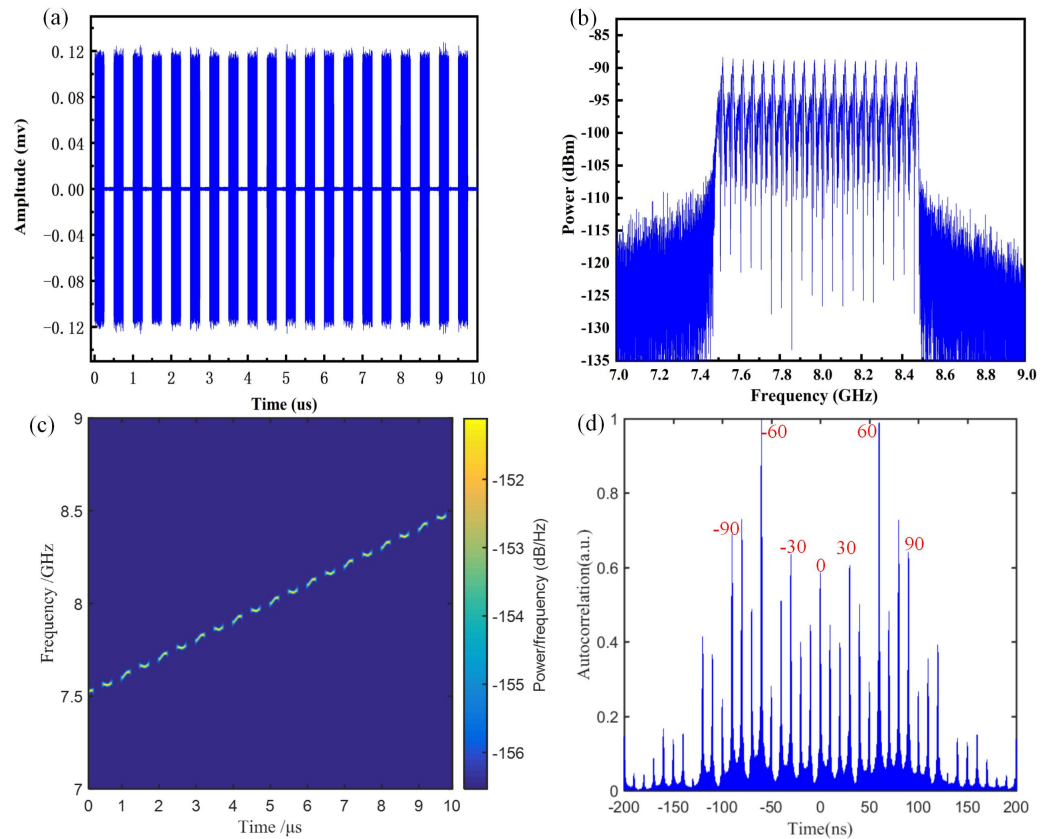 (a)
Ampltude (mv)
0.12
0.08
0.04
0.00
−0.04
−0.08
−0.12
0 1 2 3 4 5 6 7 8 9 10
Time (us)
(b)
Power (dBm)
-85
-90
-95
-100
-105
-110
-115
-120
-125
-130
-135
7.0 7.2 7.4 7.6 7.8 8.0 8.2 8.4 8.6 8.8 9.0
Frequency (GHz)
(c)
Frequency /GHz
9
8.5
8
7.5
7
0 1 2 3 4 5 6 7 8 9 10
Time /μs
-152
-153
-154
-155
-156
Power/frequency (dB/Hz)
(d)
Autocorrelation(a.u.)
1
0.8
0.6
0.4
0.2
0
-60 60
-90 -30 0 30 90
-200 -150 -100 -50 0 50 100 150 200
Time(ns)